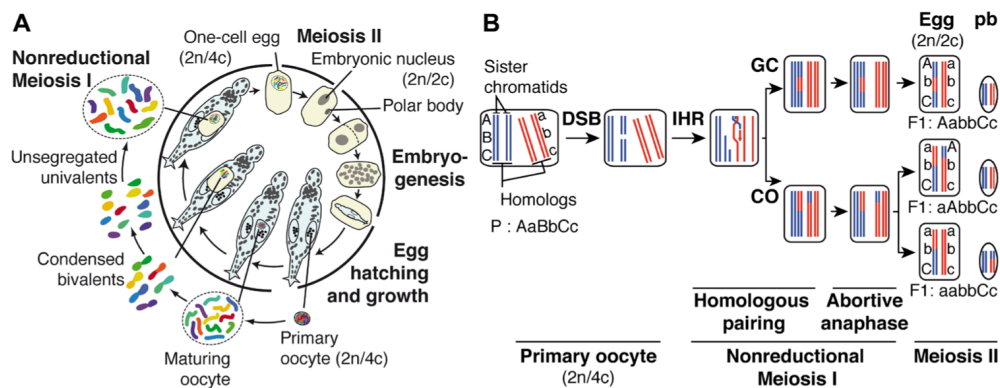 A
One-cell egg
(2n/4c)
Meiosis II
Embryonic nucleus
(2n/2c)
Polar body
Nonreductional
Meiosis I
Unsegregated
univalents
Embryo-
genesis
Condensed
bivalents
Egg
hatching
and growth
Maturing
oocyte
Primary
oocyte (2n/4c)
B
Sister
chromatids
A
B
C
a
b
c
Homologs
P : AaBbCc
DSB
IHR
GC
CO
Egg
(2n/2c)
pb
A a
b b
C c
F1: AabbCc
a A
b b
C c
F1: aAbbCc
a a
b b
C c
F1: aabbCc
Homologous
pairing
Abortive
anaphase
Primary oocyte
(2n/4c)
Nonreductional
Meiosis I
Meiosis II